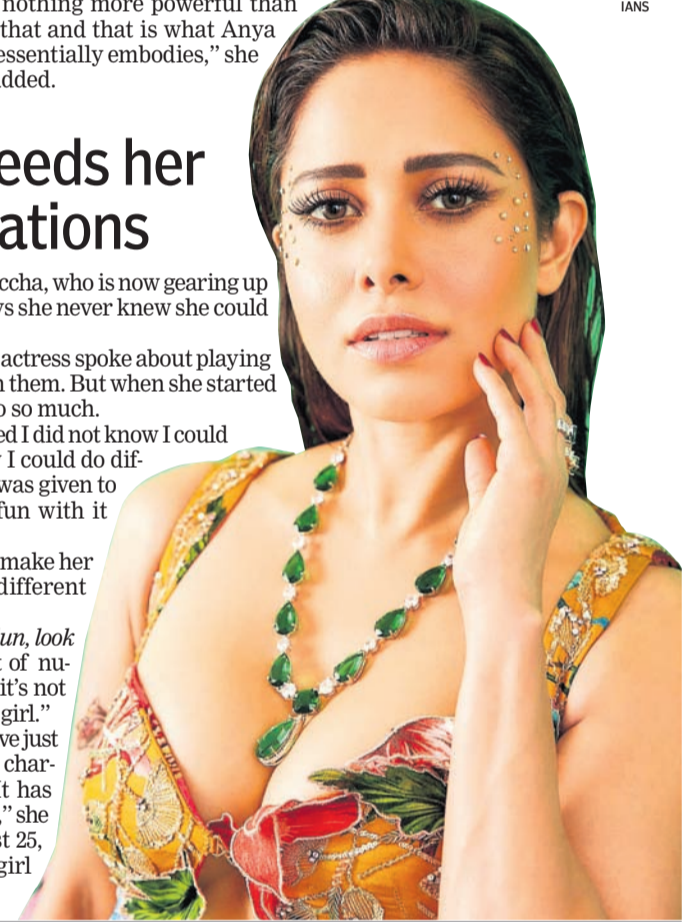 nothing more powerful than
that and that is what Anya
essentially embodies,” she
dded.
IANS
eeds her
ations
ccha, who is now gearing up
s she never knew she could
actress spoke about playing
them. But when she started
so much.
ed I did not know I could
I could do dif-
was given to
fun with it
make her
different
un, look
of nu-
it’s not
girl.”
ve just
char-
t has
,” she
st 25,
girl